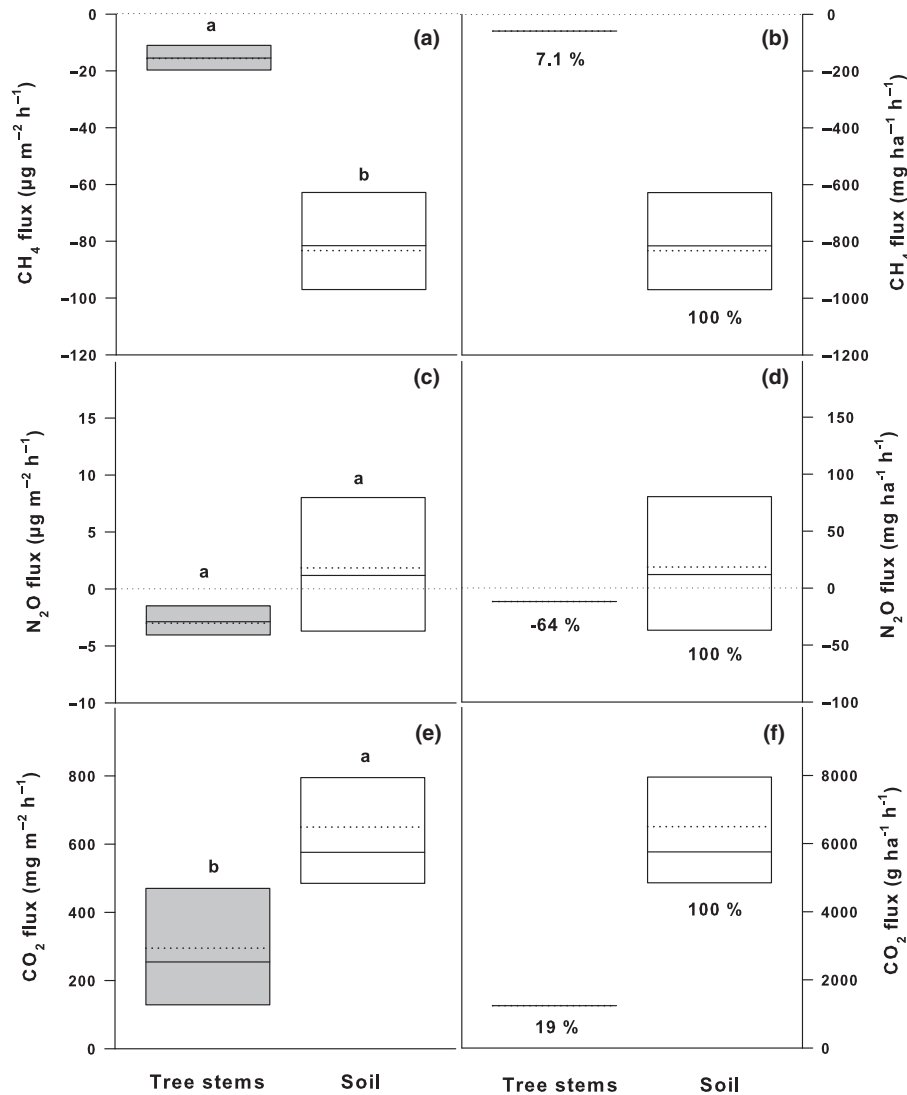 0
−20
−40
−60
−80
−100
−120
CH₄ flux (µg m⁻² h⁻¹)
a
b
(a)
(b)
7.1 %
100 %
0
−200
−400
−600
−800
−1000
−1200
CH₄ flux (mg ha⁻¹ h⁻¹)
15
10
5
0
−5
−10
N₂O flux (µg m⁻² h⁻¹)
a
a
(c)
(d)
-64 %
100 %
150
100
50
0
−50
−100
N₂O flux (mg ha⁻¹ h⁻¹)
800
600
400
200
0
CO₂ flux (mg m⁻² h⁻¹)
b
a
(e)
(f)
19 %
100 %
8000
6000
4000
2000
0
CO₂ flux (g ha⁻¹ h⁻¹)
Tree stems Soil Tree stems Soil